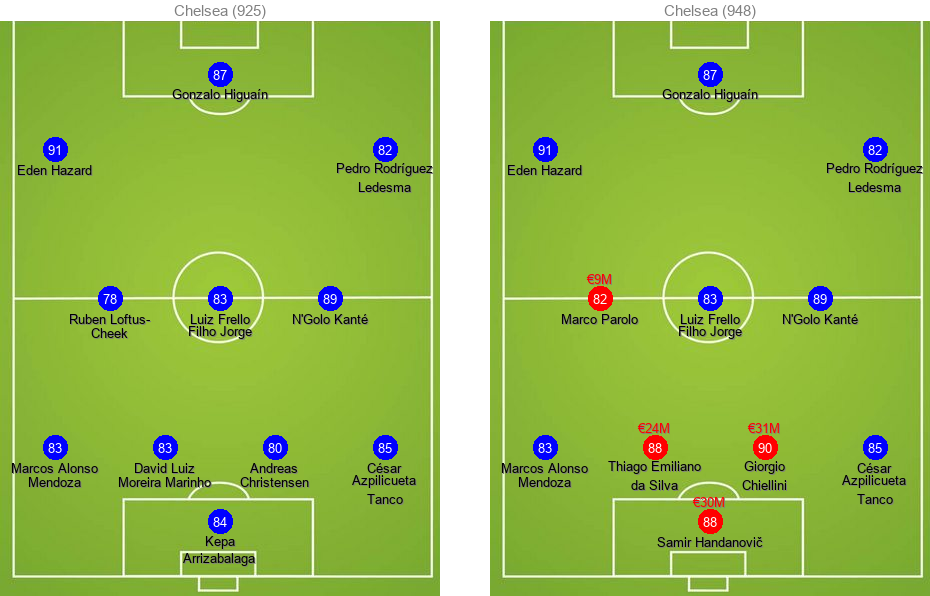 Chelsea (925)
87
Gonzalo Higuaín
91
Eden Hazard
82
Pedro Rodríguez
Ledesma
78
Ruben Loftus-
Cheek
83
Luiz Frello
Filho Jorge
89
N'Golo Kanté
83
Marcos Alonso
Mendoza
83
David Luiz
Moreira Marinho
80
Andreas
Christensen
85
César
Azpilicueta
Tanco
84
Kepa
Arrizabalaga
Chelsea (948)
87
Gonzalo Higuaín
91
Eden Hazard
82
Pedro Rodríguez
Ledesma
€9M
82
Marco Parolo
83
Luiz Frello
Filho Jorge
89
N'Golo Kanté
83
Marcos Alonso
Mendoza
€24M
88
Thiago Emiliano
da Silva
€31M
90
Giorgio
Chiellini
85
César
Azpilicueta
Tanco
€30M
88
Samir Handanovič